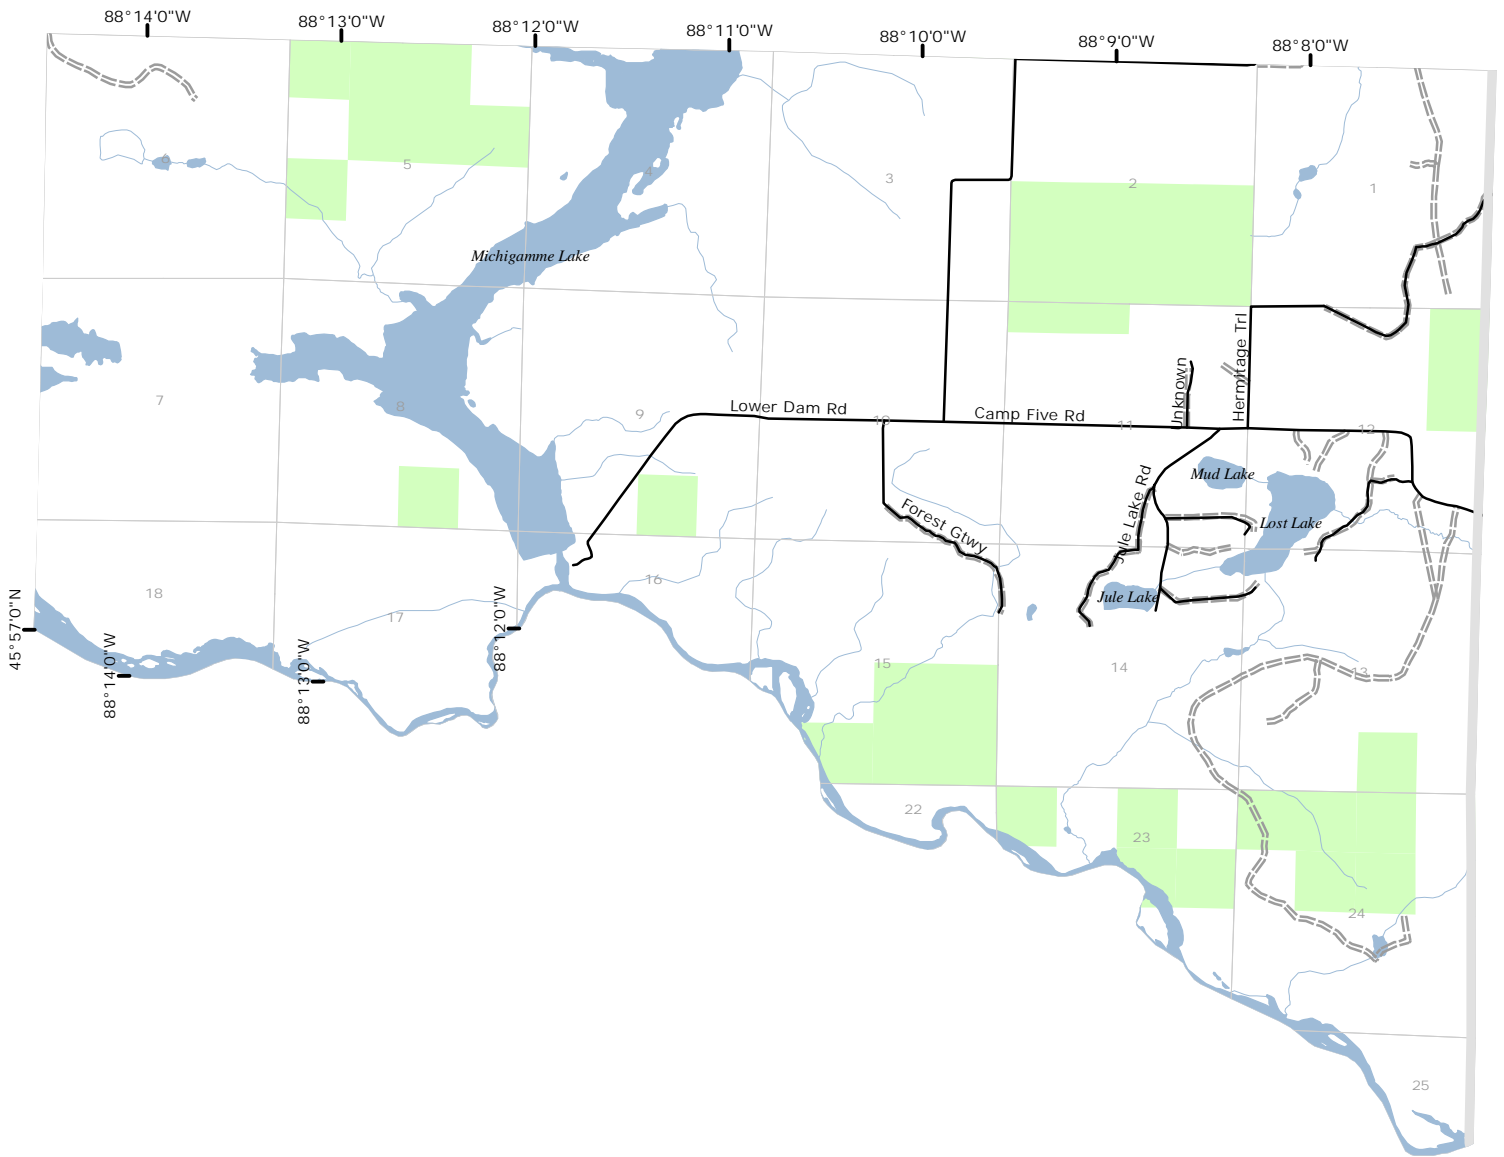 88°14'0"W
88°13'0"W
88°12'0"W
88°11'0"W
88°10'0"W
88°9'0"W
88°8'0"W
6
5
4
3
2
1
Michigamme Lake
7
8
9
10
11
12
Lower Dam Rd
Camp Five Rd
Unknown
Hermitage Trl
Mud Lake
Lost Lake
Jule Lake Rd
Forest Gtwy
Jule Lake
18
17
16
15
14
13
45°57'0"N
88°14'0"W
88°13'0"W
88°12'0"W
22
23
24
25